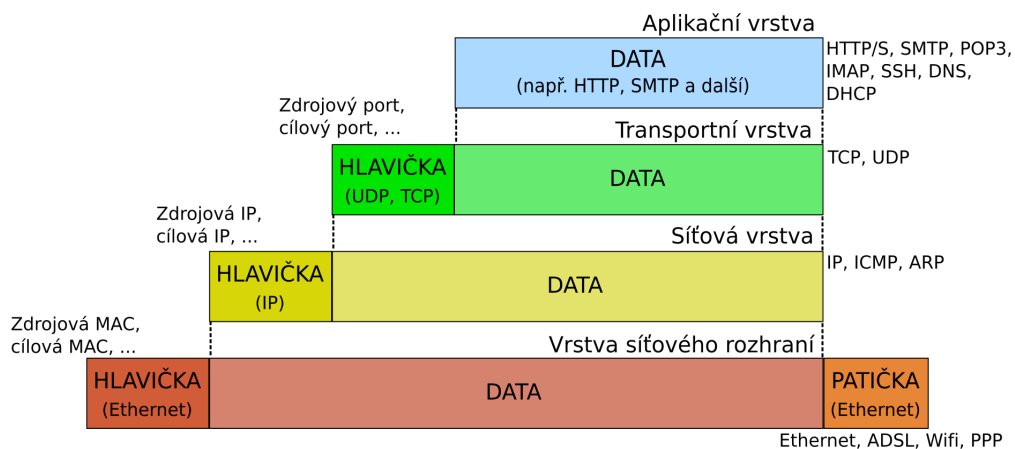 Aplikační vrstva
DATA
(např. HTTP, SMTP a další)
HTTP/S, SMTP, POP3,
IMAP, SSH, DNS,
DHCP
Zdrojový port,
cílový port, ...
Transportní vrstva
HLAVIČKA
(UDP, TCP)
DATA
TCP, UDP
Zdrojová IP,
cílová IP, ...
Síťová vrstva
HLAVIČKA
(IP)
DATA
IP, ICMP, ARP
Zdrojová MAC,
cílová MAC, ...
Vrstva síťového rozhraní
HLAVIČKA
(Ethernet)
DATA
PATIČKA
(Ethernet)
Ethernet, ADSL, Wifi, PPP